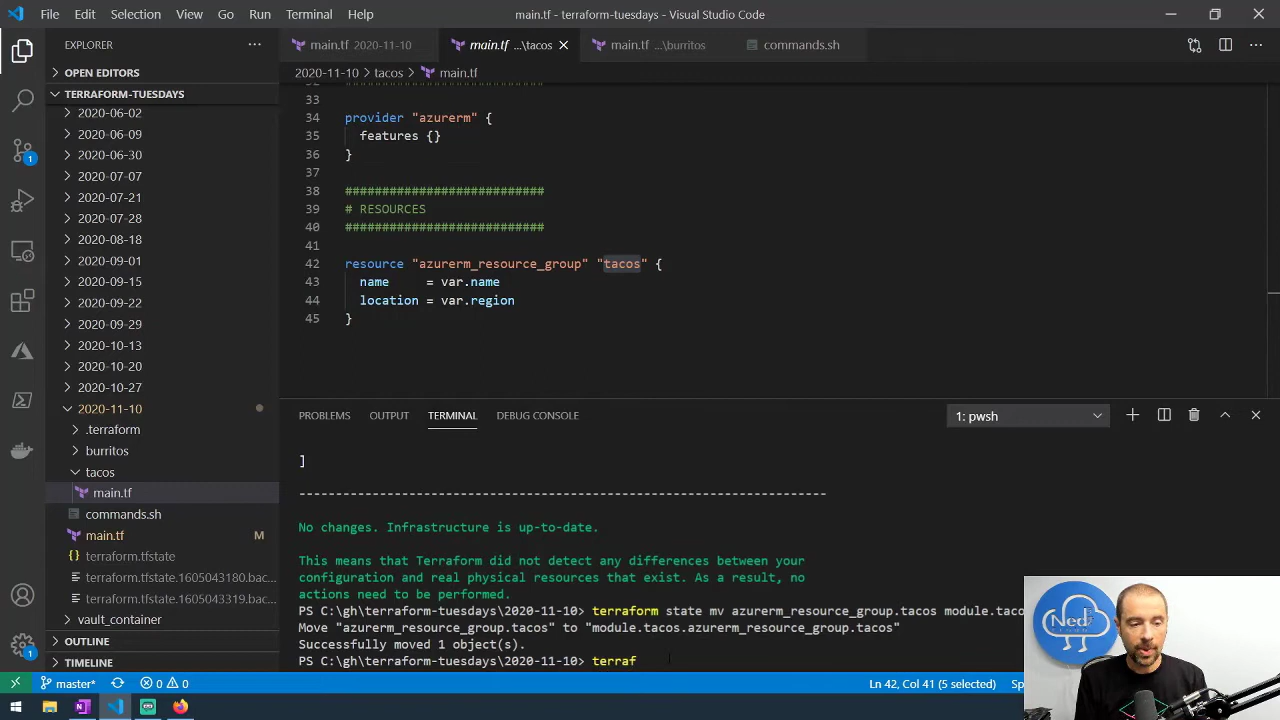 File Edit Selection View Go Run Terminal Help main.tf - terraform-tuesdays - Visual Studio Code
EXPLORER
OPEN EDITORS
TERRAFORM-TUESDAYS
2020-06-02
2020-06-09
2020-06-30
2020-07-07
2020-07-21
2020-07-28
2020-08-18
2020-09-01
2020-09-15
2020-09-22
2020-09-29
2020-10-13
2020-10-20
2020-10-27
2020-11-10
.terraform
burritos
tacos
main.tf
commands.sh
main.tf M
terraform.tfstate
terraform.tfstate.1605043180.bac...
terraform.tfstate.1605043319.bac...
vault_container
OUTLINE
TIMELINE
main.tf 2020-11-10 main.tf ...\tacos main.tf ...\burritos commands.sh
2020-11-10 > tacos > main.tf
33
34 provider "azurerm" {
35 features {}
36 }
37
38 ###########################
39 # RESOURCES
40 ###########################
41
42 resource "azurerm_resource_group" "tacos" {
43 name = var.name
44 location = var.region
45 }
PROBLEMS OUTPUT TERMINAL DEBUG CONSOLE 1: pwsh
]
------------------------------------------------------------------------
No changes. Infrastructure is up-to-date.
This means that Terraform did not detect any differences between your
configuration and real physical resources that exist. As a result, no
actions need to be performed.
PS C:\gh\terraform-tuesdays\2020-11-10> terraform state mv azurerm_resource_group.tacos module.taco
Move "azurerm_resource_group.tacos" to "module.tacos.azurerm_resource_group.tacos"
Successfully moved 1 object(s).
PS C:\gh\terraform-tuesdays\2020-11-10> terraf
1
1
master* 0 0 Ln 42, Col 41 (5 selected) Sp
Ned